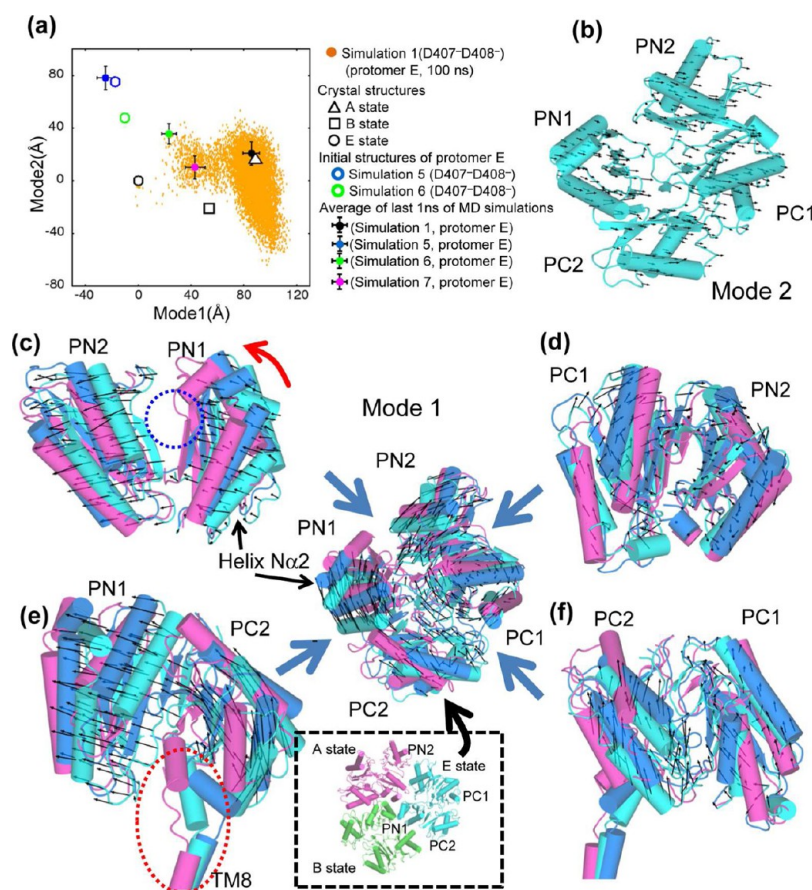 (a)
Mode2(Å)
80
40
0
-40
-80
-40
0
40
80
120
Mode1(Å)
Simulation 1(D407⁻D408⁻)
(protomer E, 100 ns)
Crystal structures
A state
B state
E state
Initial structures of protomer E
Simulation 5 (D407⁻D408⁻)
Simulation 6 (D407⁻D408⁻)
Average of last 1ns of MD simulations
(Simulation 1, protomer E)
(Simulation 5, protomer E)
(Simulation 6, protomer E)
(Simulation 7, protomer E)
(b)
PN2
PN1
PC1
PC2
Mode 2
(c)
PN2
PN1
Mode 1
PN2
PN1
PC1
PC2
Helix Nα2
(d)
PC1
PN2
(e)
PN1
PC2
TM8
(f)
PC2
PC1
A state
PN2
E state
PC1
PN1
PC2
B state